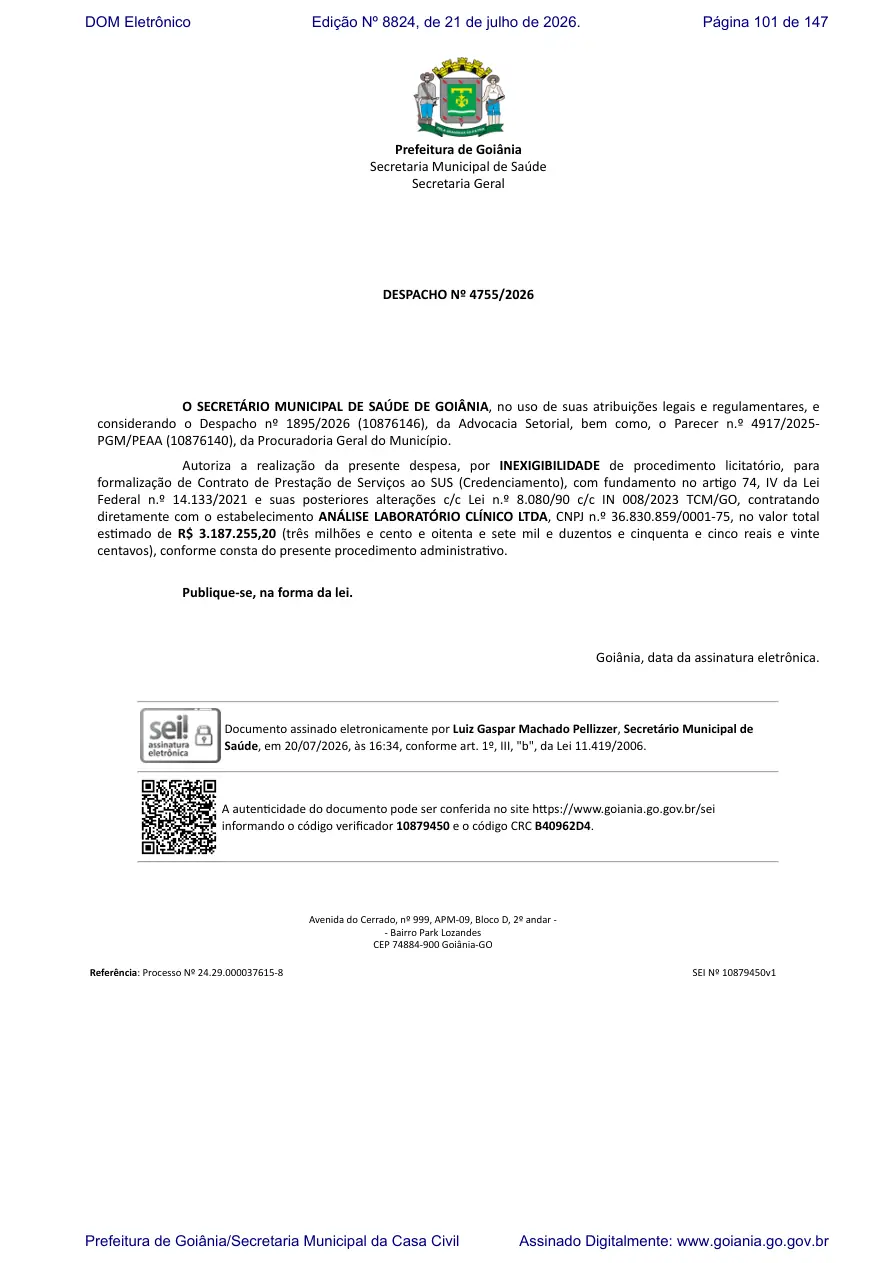 DOM Eletrônico Edição Nº 8824, de 21 de julho de 2026. Página 101 de 147
Prefeitura de Goiânia
Secretaria Municipal de Saúde
Secretaria Geral
DESPACHO Nº 4755/2026
O SECRETÁRIO MUNICIPAL DE SAÚDE DE GOIÂNIA, no uso de suas atribuições legais e regulamentares, e
considerando o Despacho nº 1895/2026 (10876146), da Advocacia Setorial, bem como, o Parecer n.º 4917/2025-
PGM/PEAA (10876140), da Procuradoria Geral do Município.
Autoriza a realização da presente despesa, por INEXIGIBILIDADE de procedimento licitatório, para
formalização de Contrato de Prestação de Serviços ao SUS (Credenciamento), com fundamento no artigo 74, IV da Lei
Federal n.º 14.133/2021 e suas posteriores alterações c/c Lei n.º 8.080/90 c/c IN 008/2023 TCM/GO, contratando
diretamente com o estabelecimento ANÁLISE LABORATÓRIO CLÍNICO LTDA, CNPJ n.º 36.830.859/0001-75, no valor total
estimado de R$ 3.187.255,20 (três milhões e cento e oitenta e sete mil e duzentos e cinquenta e cinco reais e vinte
centavos), conforme consta do presente procedimento administrativo.
Publique-se, na forma da lei.
Goiânia, data da assinatura eletrônica.
sei!
assinatura
eletrônica
Documento assinado eletronicamente por Luiz Gaspar Machado Pellizzer, Secretário Municipal de
Saúde, em 20/07/2026, às 16:34, conforme art. 1º, III, "b", da Lei 11.419/2006.
A autenticidade do documento pode ser conferida no site https://www.goiania.go.gov.br/sei
informando o código verificador 10879450 e o código CRC B40962D4.
Avenida do Cerrado, nº 999, APM-09, Bloco D, 2º andar -
- Bairro Park Lozandes
CEP 74884-900 Goiânia-GO
Referência: Processo Nº 24.29.000037615-8 SEI Nº 10879450v1
Prefeitura de Goiânia/Secretaria Municipal da Casa Civil Assinado Digitalmente: www.goiania.go.gov.br